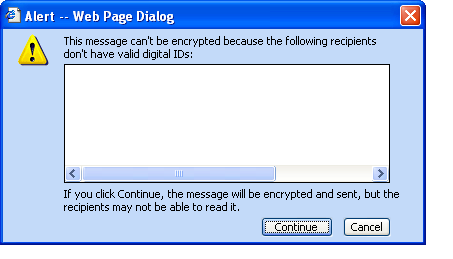 Alert -- Web Page Dialog
This message can't be encrypted because the following recipients
don't have valid digital IDs:
If you click Continue, the message will be encrypted and sent, but the
recipients may not be able to read it.
Continue Cancel